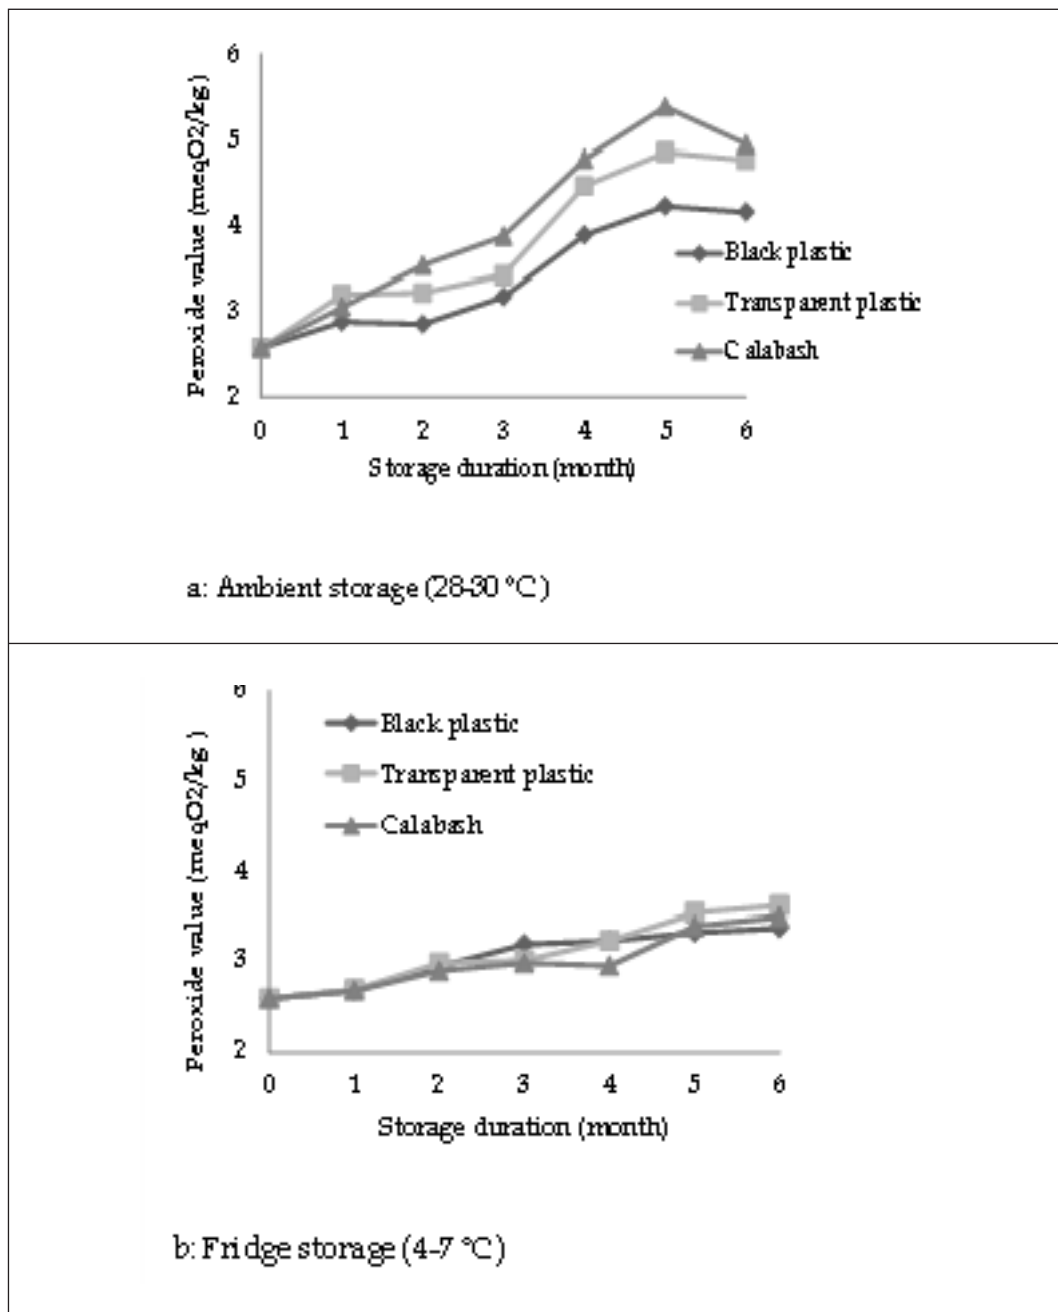 6
5
4
3
2
Peroxide value (meqO2/kg)
Black plastic
Transparent plastic
Calabash
0 1 2 3 4 5 6
Storage duration (month)
a: Ambient storage (28-30 °C)
6
5
4
3
2
Peroxide value (meqO2/kg)
Black plastic
Transparent plastic
Calabash
0 1 2 3 4 5 6
Storage duration (month)
b: Fridge storage (4-7 °C)